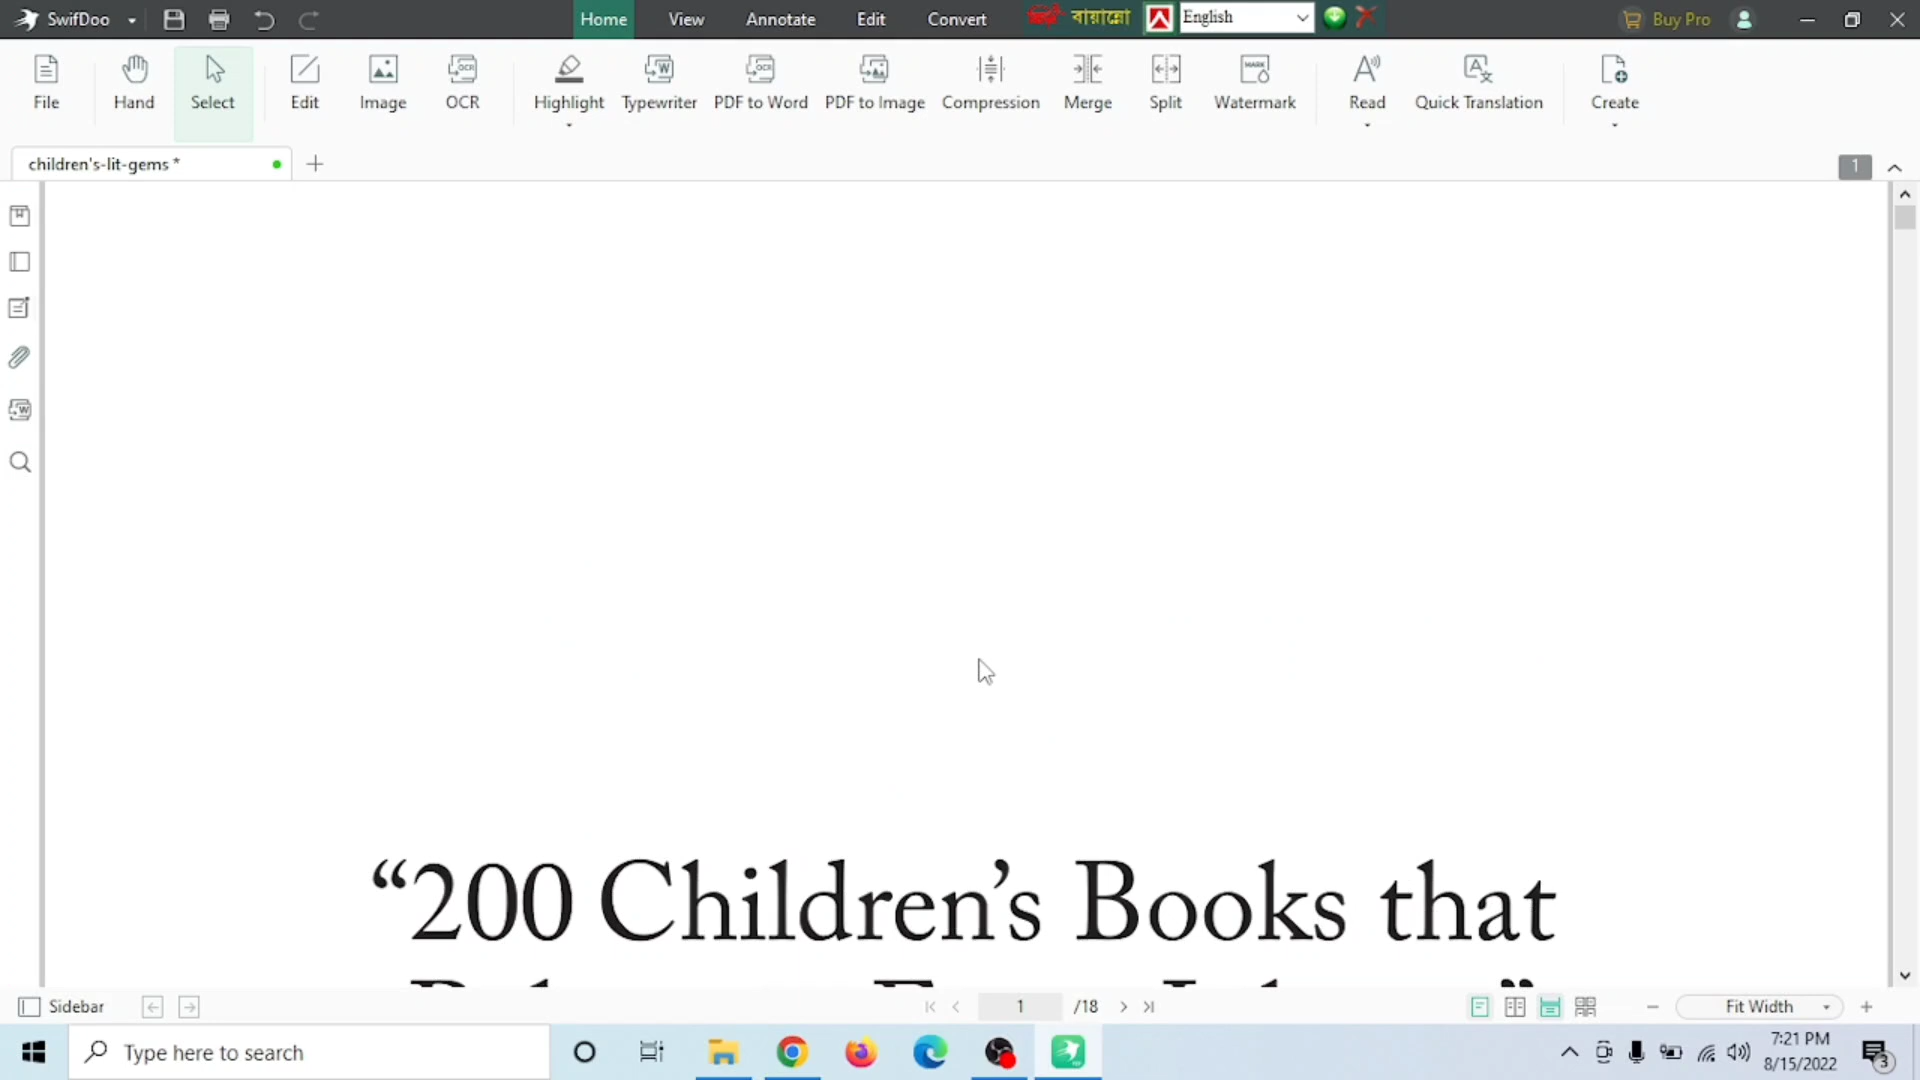 SwifDoo
Home View Annotate Edit Convert
বায়ান্নো
English
Buy Pro
File Hand Select Edit Image OCR Highlight Typewriter PDF to Word PDF to Image Compression Merge Split Watermark Read Quick Translation Create
children's-lit-gems *
1
“200 Children’s Books that
Sidebar
1 /18
Fit Width
Type here to search
7:21 PM
8/15/2022
3